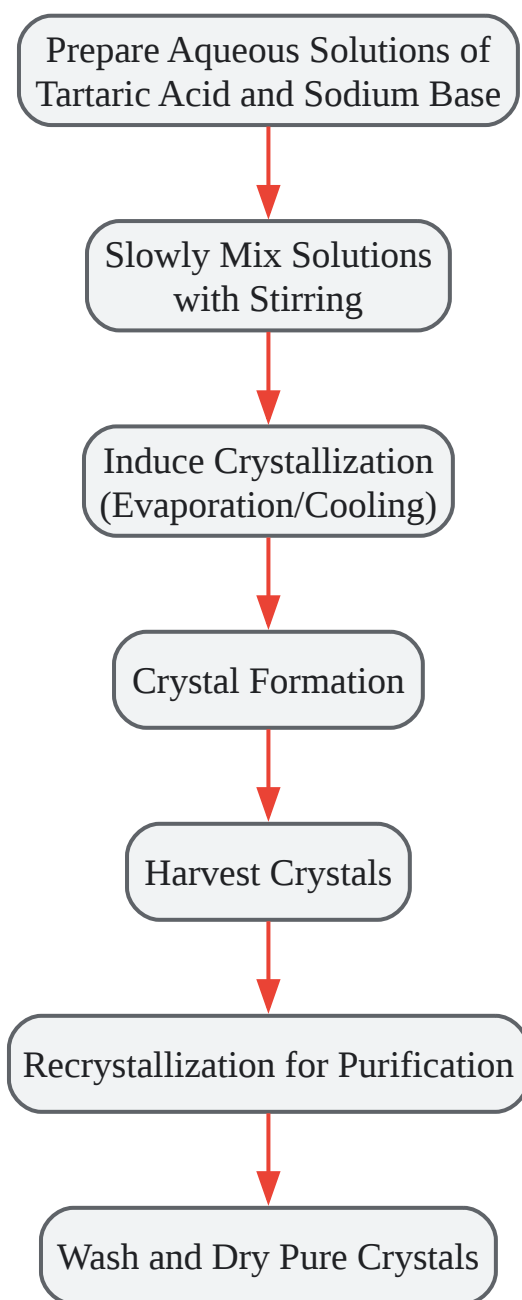 Prepare Aqueous Solutions of
Tartaric Acid and Sodium Base
Slowly Mix Solutions
with Stirring
Induce Crystallization
(Evaporation/Cooling)
Crystal Formation
Harvest Crystals
Recrystallization for Purification
Wash and Dry Pure Crystals